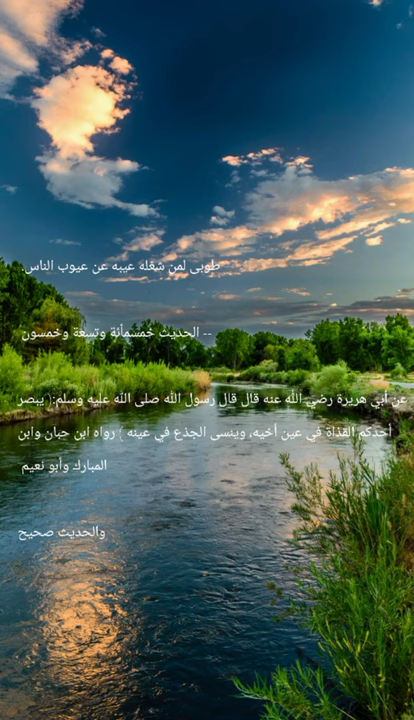 طوبى لمن شغله عيبه عن عيوب الناس.
-- الحديث خمسمائة وتسعة وخمسون
عن أبي هريرة رضي الله عنه قال قال رسول الله صلى الله عليه وسلم:( يبصر
أحدكم القذاة في عين أخيه، وينسى الجذع في عينه ) رواه ابن حبان وابن
المبارك وأبو نعيم
والحديث صحيح